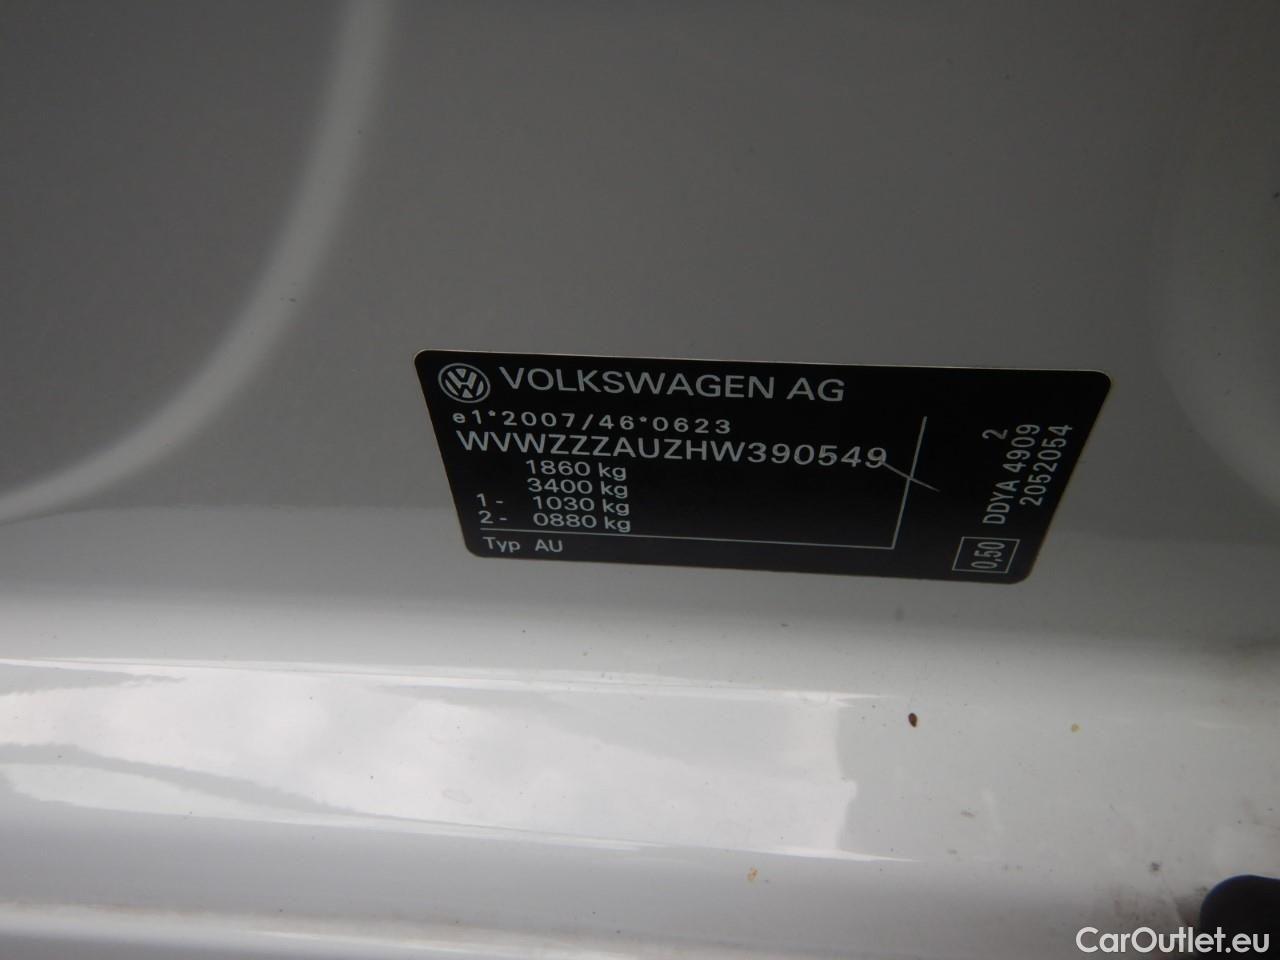 VOLKSWAGEN AG
e1*2007/46*0623
WVWZZZAUZHW390549
1860 kg
3400 kg
1 - 1030 kg
2 - 0880 kg
Typ AU
2
DDYA 4909
2052054
0,50
CarOutlet.eu